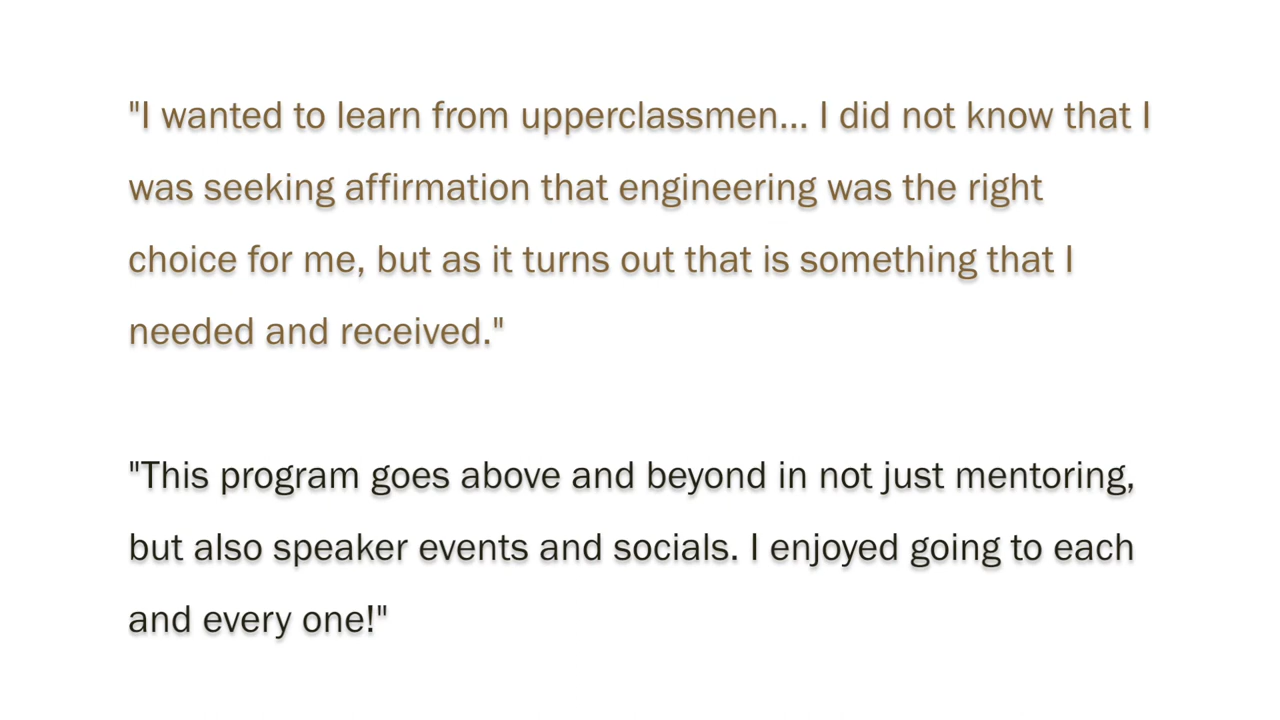 "I wanted to learn from upperclassmen... I did not know that I
was seeking affirmation that engineering was the right
choice for me, but as it turns out that is something that I
needed and received."
"This program goes above and beyond in not just mentoring,
but also speaker events and socials. I enjoyed going to each
and every one!"